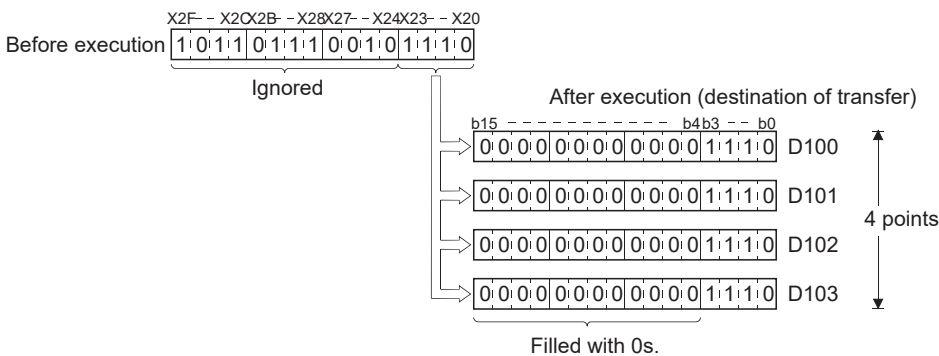 X2F-- X2CX2B-- X28X27-- X24X23-- X20
Before execution 1 0 1 1 0 1 1 1 0 0 1 0 1 1 1 0
Ignored
After execution (destination of transfer)
b15 - - - - - - - - - - b4 b3 -- b0
0 0 0 0 0 0 0 0 0 0 0 0 1 1 1 0 D100
0 0 0 0 0 0 0 0 0 0 0 0 1 1 1 0 D101
4 points
0 0 0 0 0 0 0 0 0 0 0 0 1 1 1 0 D102
0 0 0 0 0 0 0 0 0 0 0 0 1 1 1 0 D103
Filled with 0s.